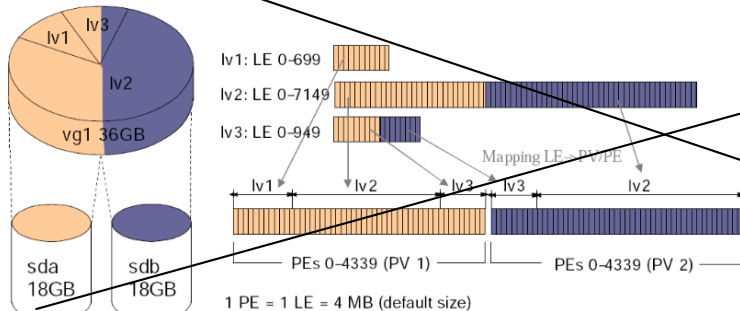 lv3
lv1
lv2
vg1 36GB
sda
18GB
sdb
18GB
lv1: LE 0-699
lv2: LE 0-7149
lv3: LE 0-949
Mapping LE->PV/PE
lv1
lv2
lv3
lv3
lv2
PEs 0-4339 (PV 1)
PEs 0-4339 (PV 2)
1 PE = 1 LE = 4 MB (default size)